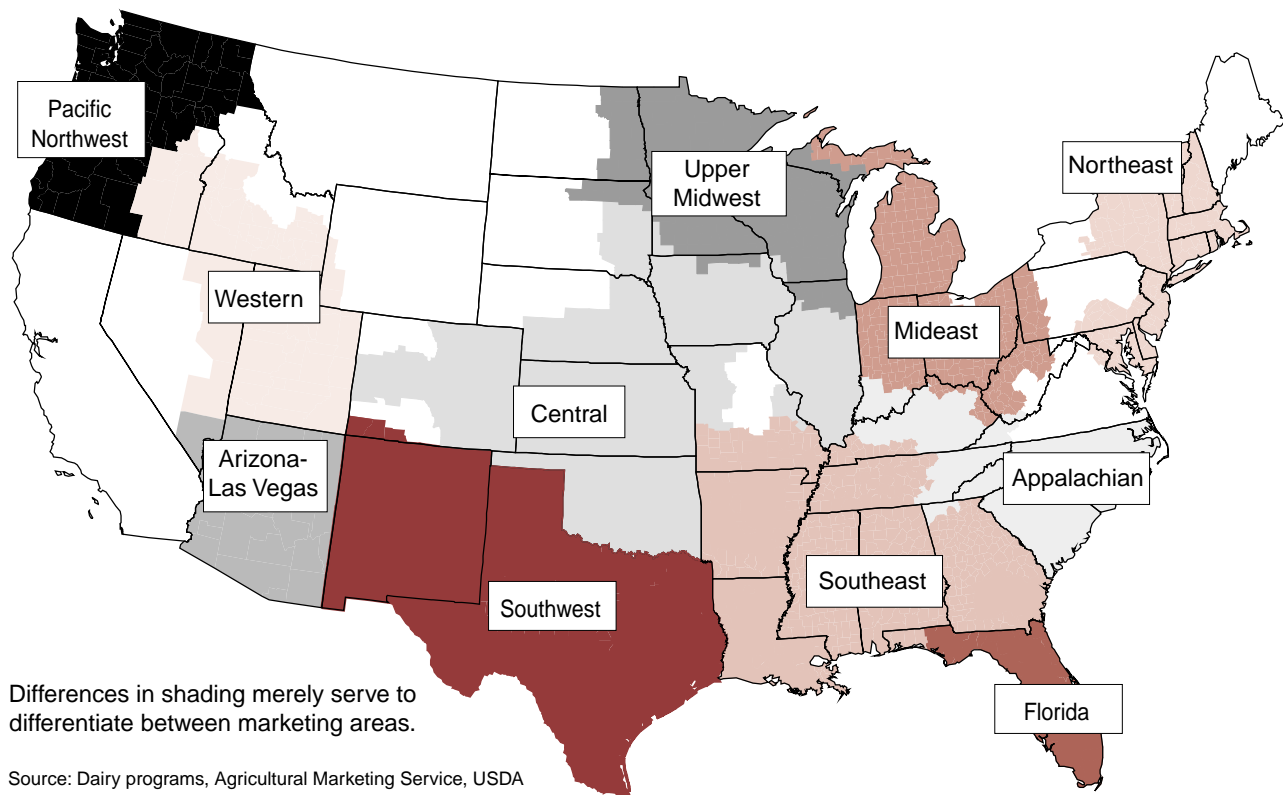 Pacific
Northwest
Upper
Midwest
Northeast
Western
Mideast
Central
Arizona-
Las Vegas
Appalachian
Southeast
Southwest
Florida
Differences in shading merely serve to
differentiate between marketing areas.
Source: Dairy programs, Agricultural Marketing Service, USDA